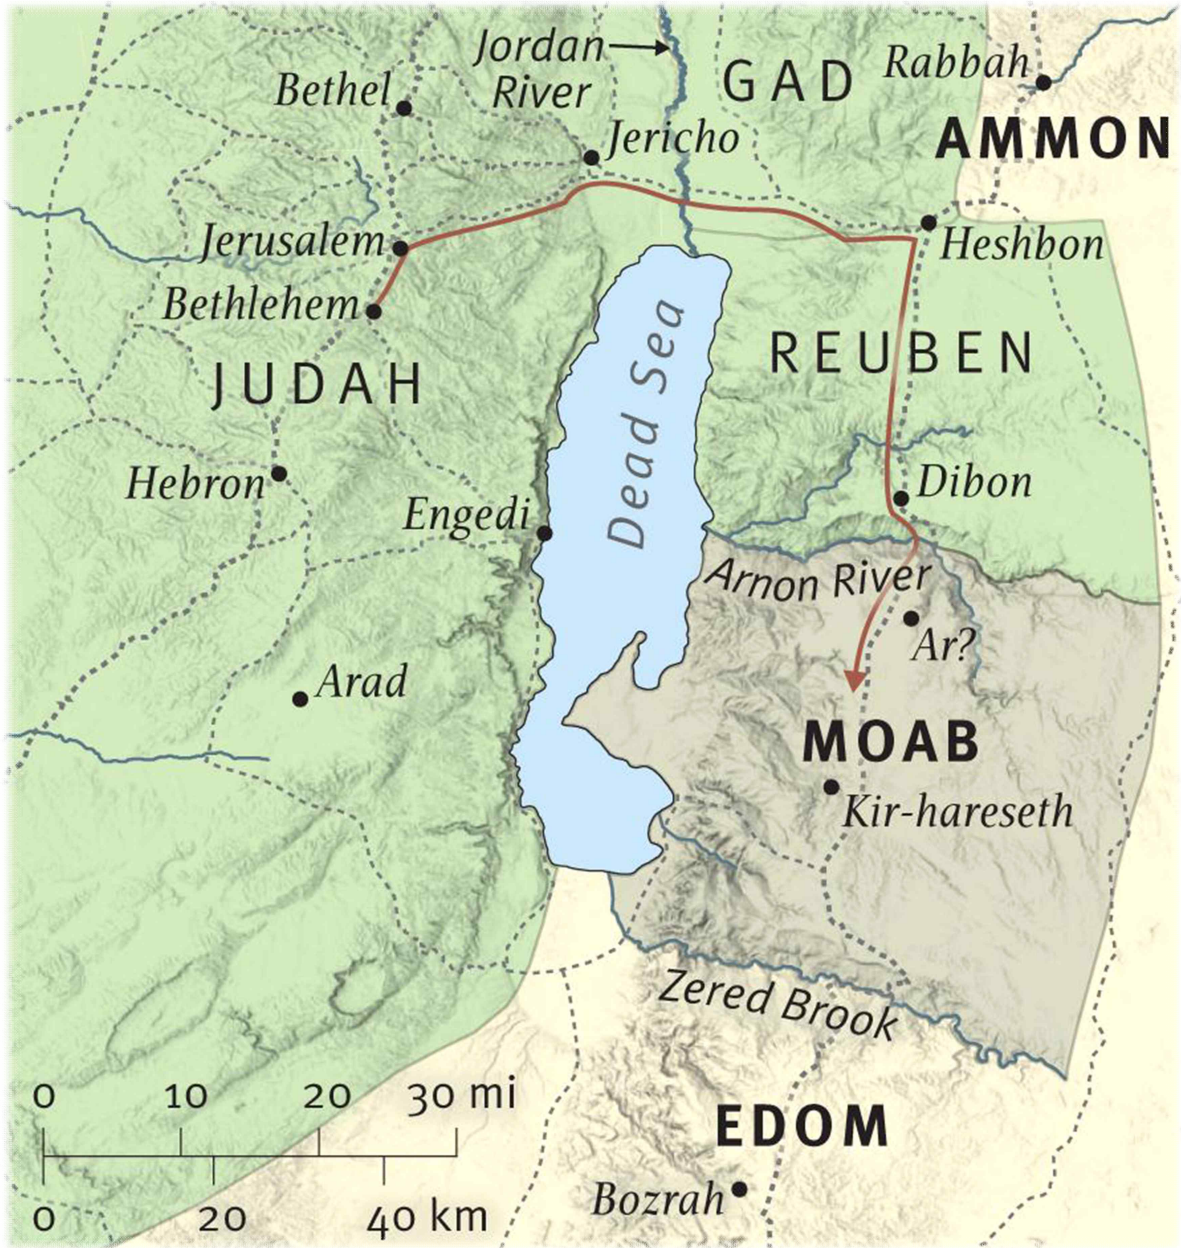 Jordan
River
GAD
Rabbah
Bethel
AMMON
Jericho
Jerusalem
Heshbon
Bethlehem
Dead Sea
REUBEN
JUDAH
Hebron
Dibon
Engedi
Arnon River
Ar?
Arad
MOAB
Kir-hareseth
Zered Brook
0 10 20 30 mi
EDOM
Bozrah
0 20 40 km